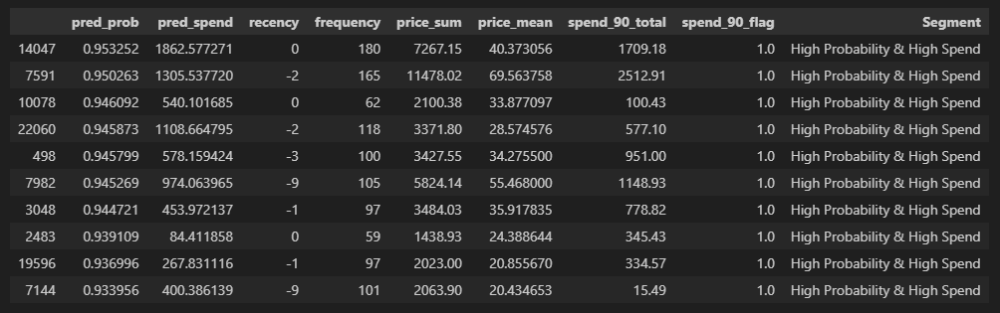 pred_prob pred_spend recency frequency price_sum price_mean spend_90_total spend_90_flag Segment
14047 0.953252 1862.577271 0 180 7267.15 40.373056 1709.18 1.0 High Probability & High Spend
7591 0.950263 1305.537720 -2 165 11478.02 69.563758 2512.91 1.0 High Probability & High Spend
10078 0.946092 540.101685 0 62 2100.38 33.877097 100.43 1.0 High Probability & High Spend
22060 0.945873 1108.664795 -2 118 3371.80 28.574576 577.10 1.0 High Probability & High Spend
498 0.945799 578.159424 -3 100 3427.55 34.275500 951.00 1.0 High Probability & High Spend
7982 0.945269 974.063965 -9 105 5824.14 55.468000 1148.93 1.0 High Probability & High Spend
3048 0.944721 453.972137 -1 97 3484.03 35.917835 778.82 1.0 High Probability & High Spend
2483 0.939109 84.411858 0 59 1438.93 24.388644 345.43 1.0 High Probability & High Spend
19596 0.936996 267.831116 -1 97 2023.00 20.855670 334.57 1.0 High Probability & High Spend
7144 0.933956 400.386139 -9 101 2063.90 20.434653 15.49 1.0 High Probability & High Spend